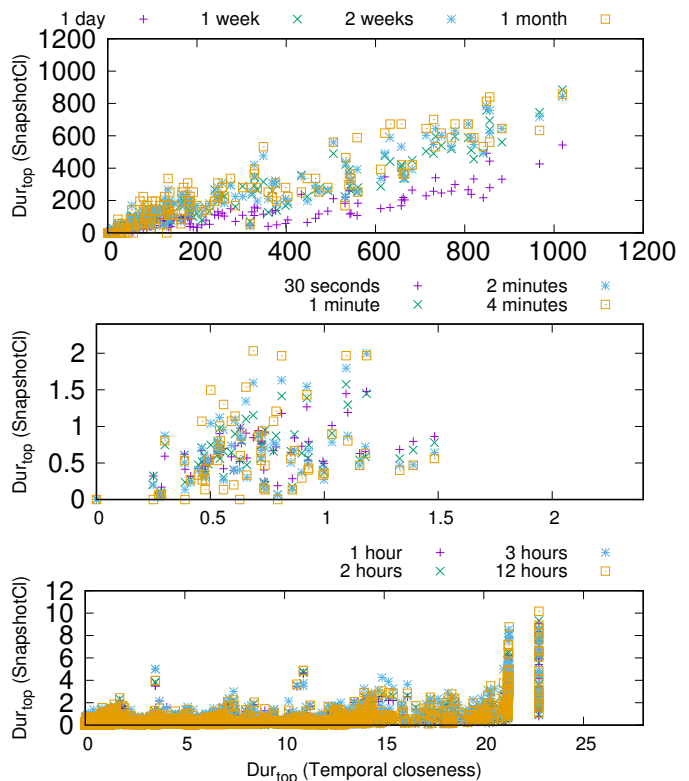 1 day 1 week 2 weeks 1 month
1200
1000
800
600
400
200
0
0 200 400 600 800 1000 1200
Dur_top (SnapshotCl)
30 seconds 2 minutes
1 minute 4 minutes
2
1.5
1
0.5
0
0 0.5 1 1.5 2
Dur_top (SnapshotCl)
1 hour 3 hours
2 hours 12 hours
12
10
8
6
4
2
0
0 5 10 15 20 25
Dur_top (SnapshotCl)
Dur_top (Temporal closeness)